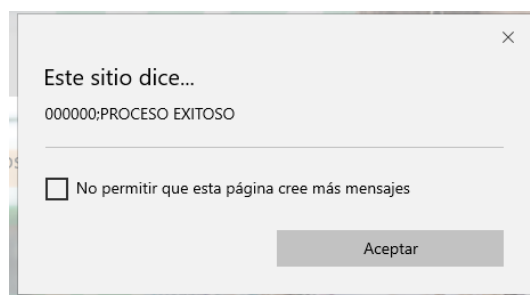 Este sitio dice...
000000;PROCESO EXITOSO
No permitir que esta página cree más mensajes
Aceptar